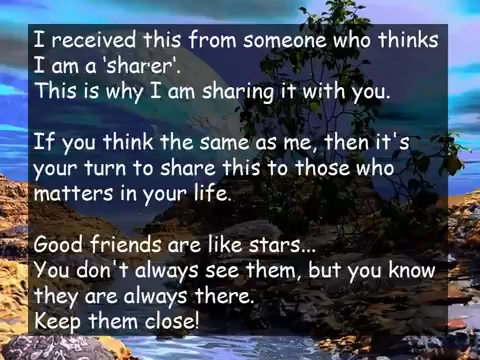 I received this from someone who thinks
I am a 'sharer'.
This is why I am sharing it with you.
If you think the same as me, then it's
your turn to share this to those who
matters in your life.
Good friends are like stars...
You don't always see them, but you know
they are always there.
Keep them close!